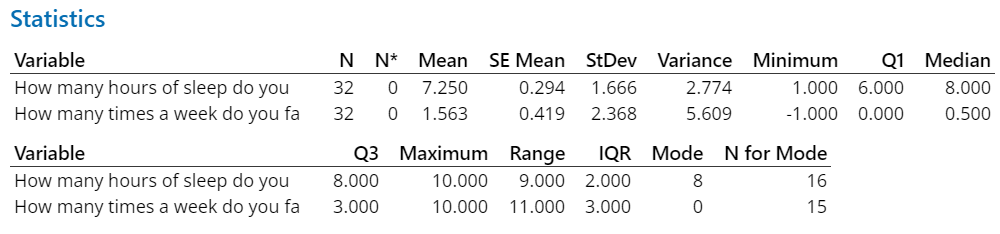 Statistics
Variable N N* Mean SE Mean StDev Variance Minimum Q1 Median
How many hours of sleep do you 32 0 7.250 0.294 1.666 2.774 1.000 6.000 8.000
How many times a week do you fa 32 0 1.563 0.419 2.368 5.609 -1.000 0.000 0.500
Variable Q3 Maximum Range IQR Mode N for Mode
How many hours of sleep do you 8.000 10.000 9.000 2.000 8 16
How many times a week do you fa 3.000 10.000 11.000 3.000 0 15